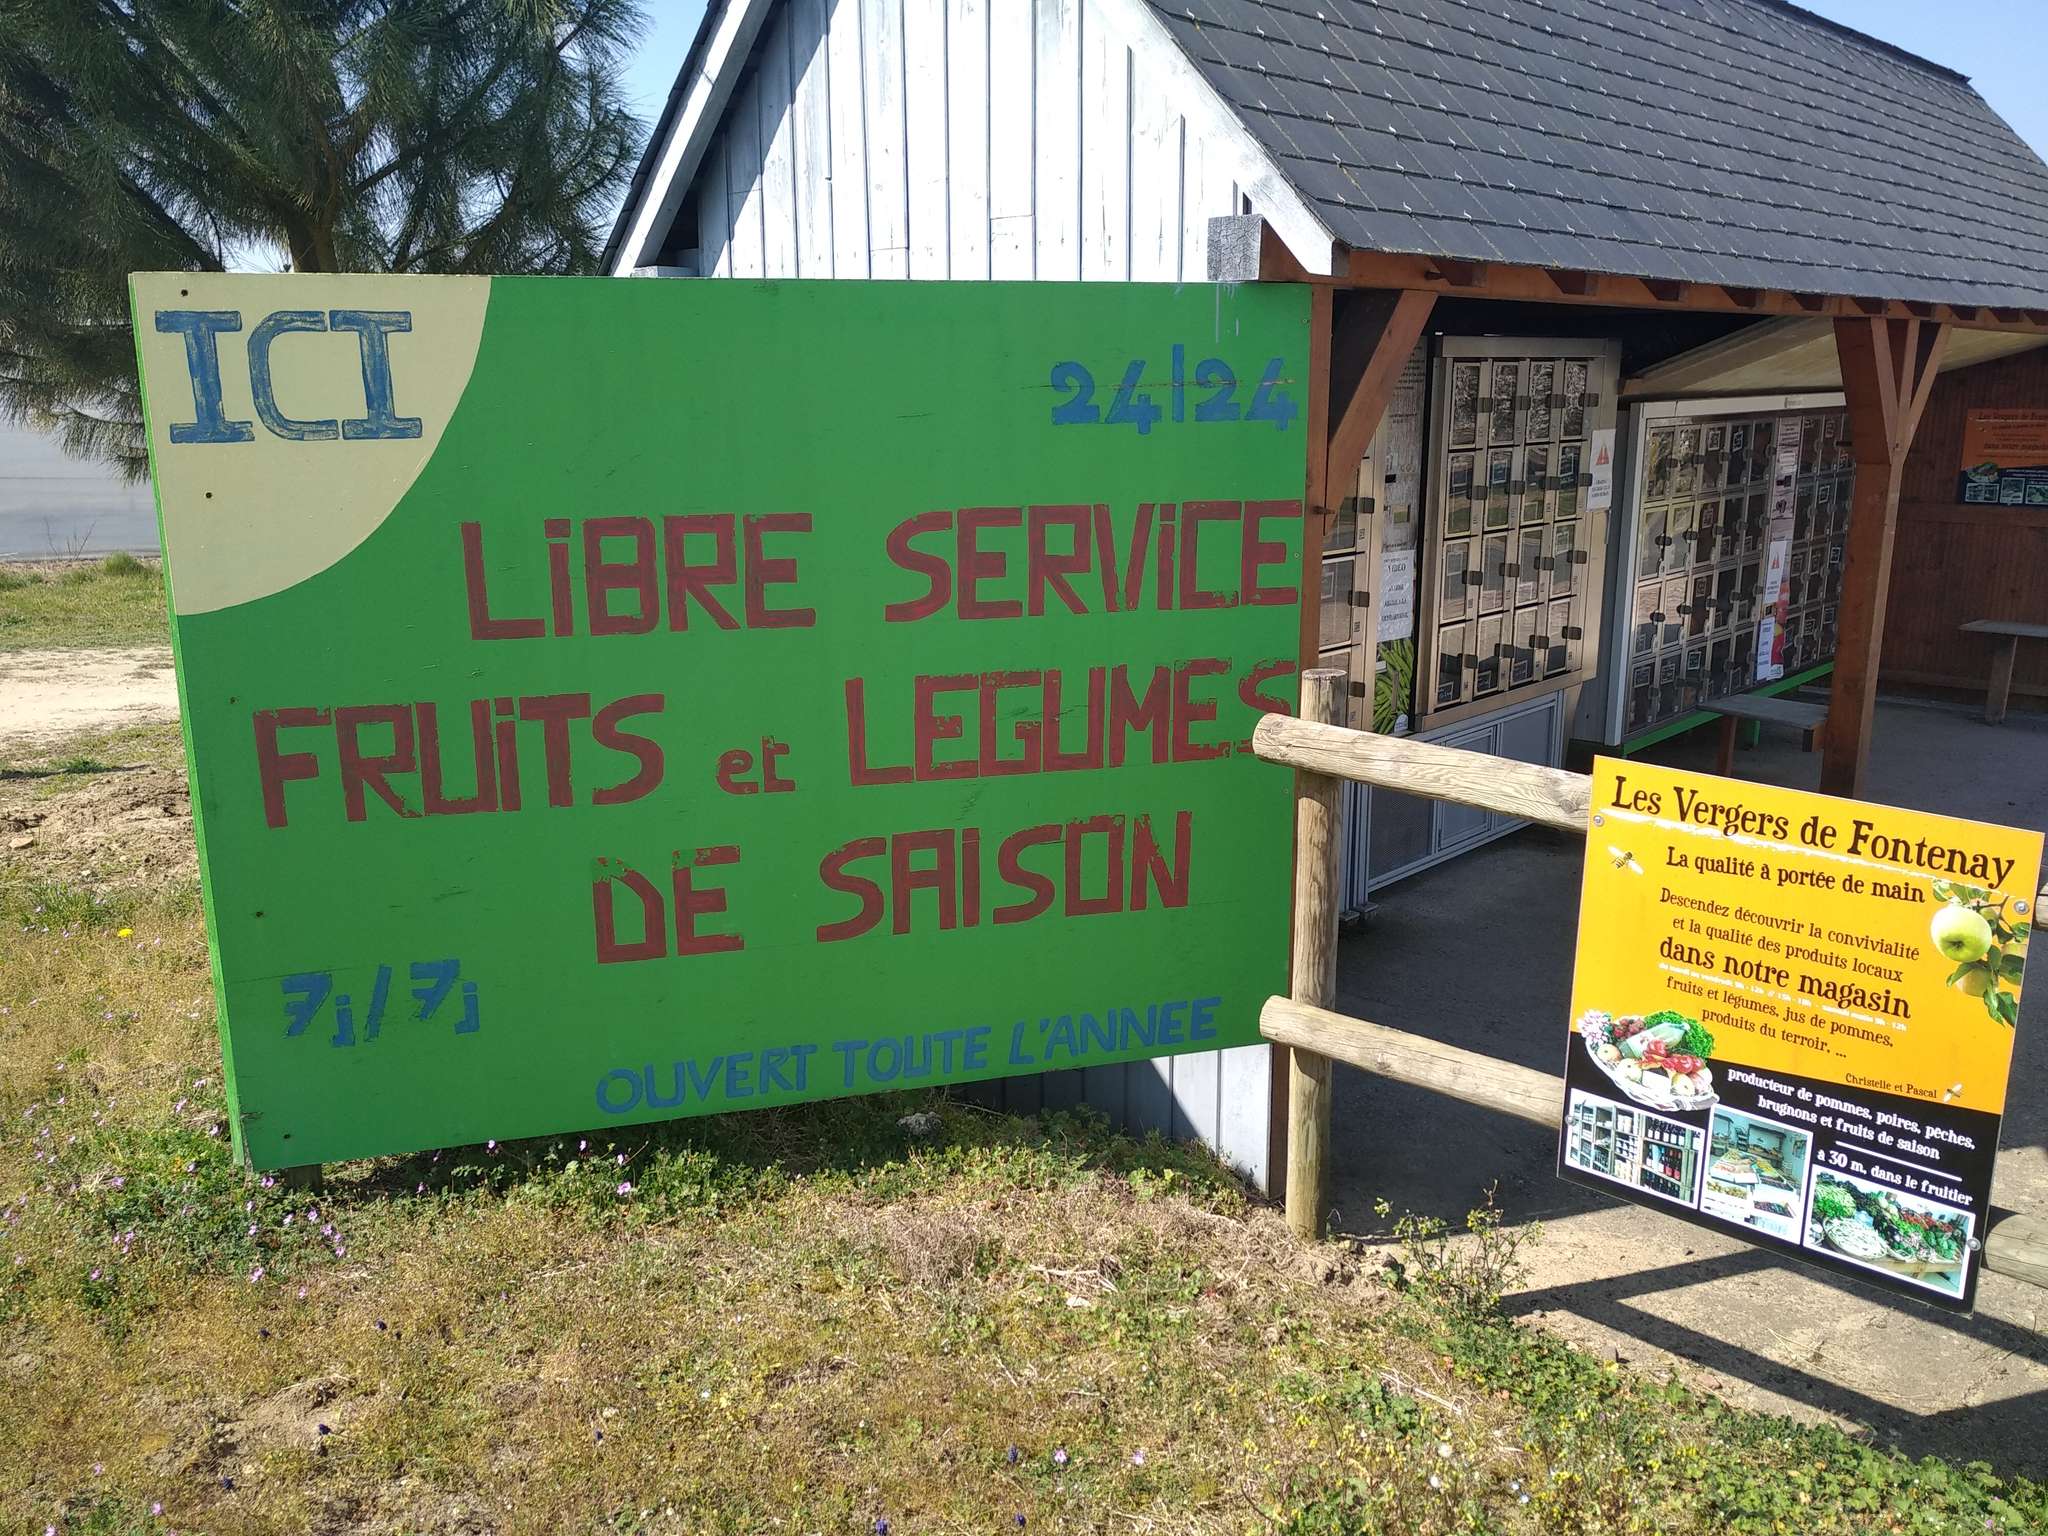 ICI
24|24
LIBRE SERVICE
FRUITS et LEGUMES
DE SAISON
7j/7j
OUVERT TOUTE L'ANNEE
Les Vergers de Fontenay
La qualité à portée de main
Descendez découvrir la convivialité
et la qualité des produits locaux
dans notre magasin
fruits et légumes, jus de pommes,
produits du terroir, ...
Christelle et Pascal
producteur de pommes, poires, pêches,
brugnons et fruits de saison
à 30 m. dans le fruitier